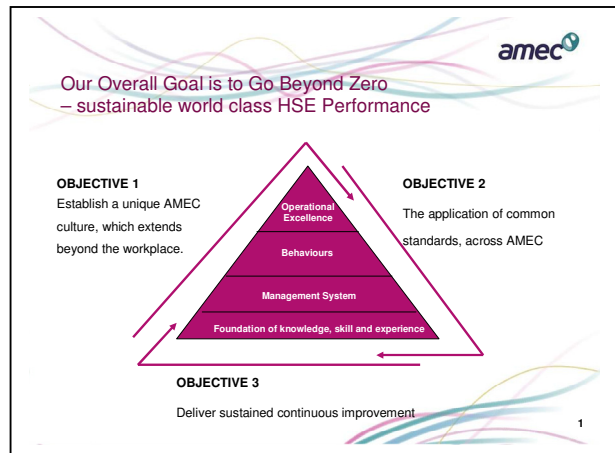 amec
Our Overall Goal is to Go Beyond Zero
– sustainable world class HSE Performance
OBJECTIVE 1
Establish a unique AMEC
culture, which extends
beyond the workplace.
OBJECTIVE 2
The application of common
standards, across AMEC
Operational
Excellence
Behaviours
Management System
Foundation of knowledge, skill and experience
OBJECTIVE 3
Deliver sustained continuous improvement
1